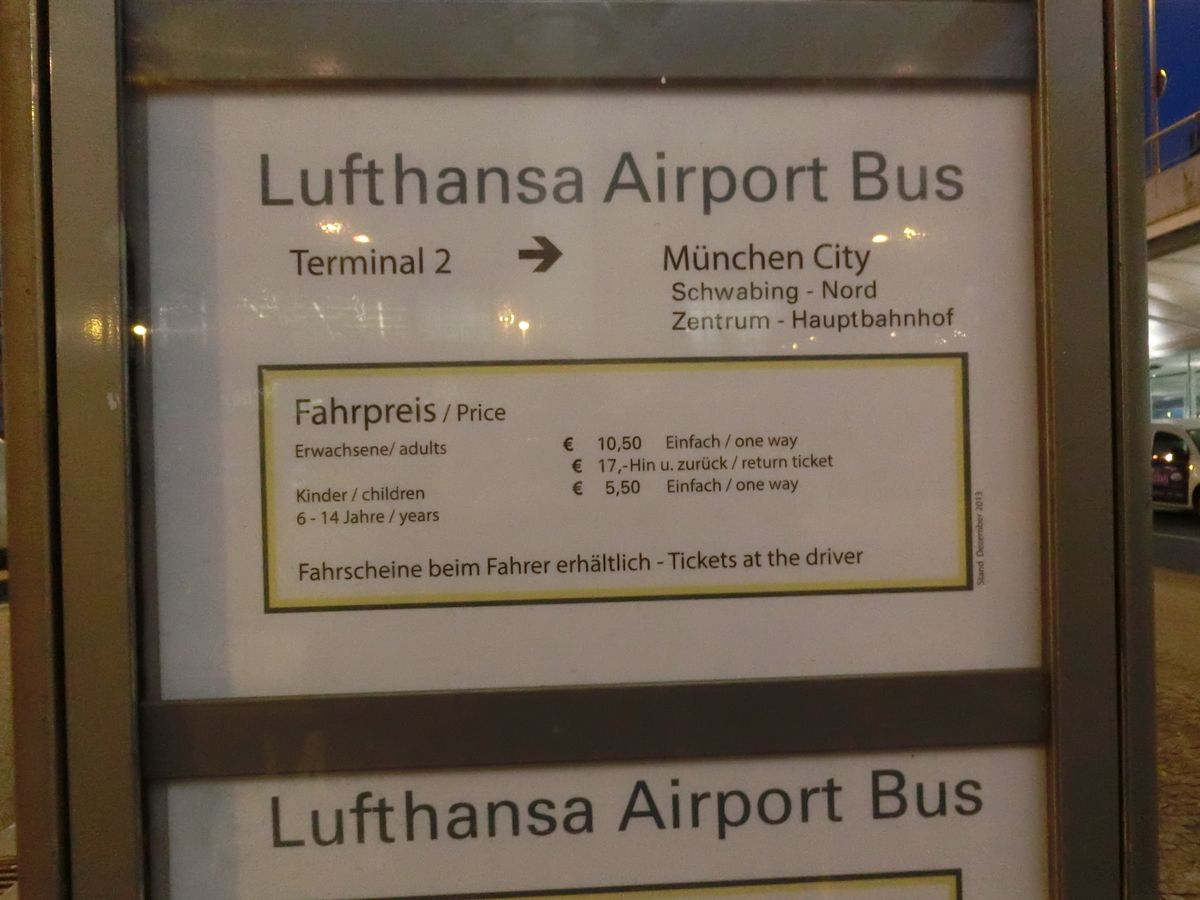 Lufthansa Airport Bus
Terminal 2 → München City
Schwabing - Nord
Zentrum - Hauptbahnhof
Fahrpreis / Price
Erwachsene/ adults € 10,50 Einfach / one way
€ 17,-Hin u. zurück / return ticket
Kinder / children € 5,50 Einfach / one way
6 - 14 Jahre / years
Fahrscheine beim Fahrer erhältlich - Tickets at the driver
Stand Dezember 2013
Lufthansa Airport Bus